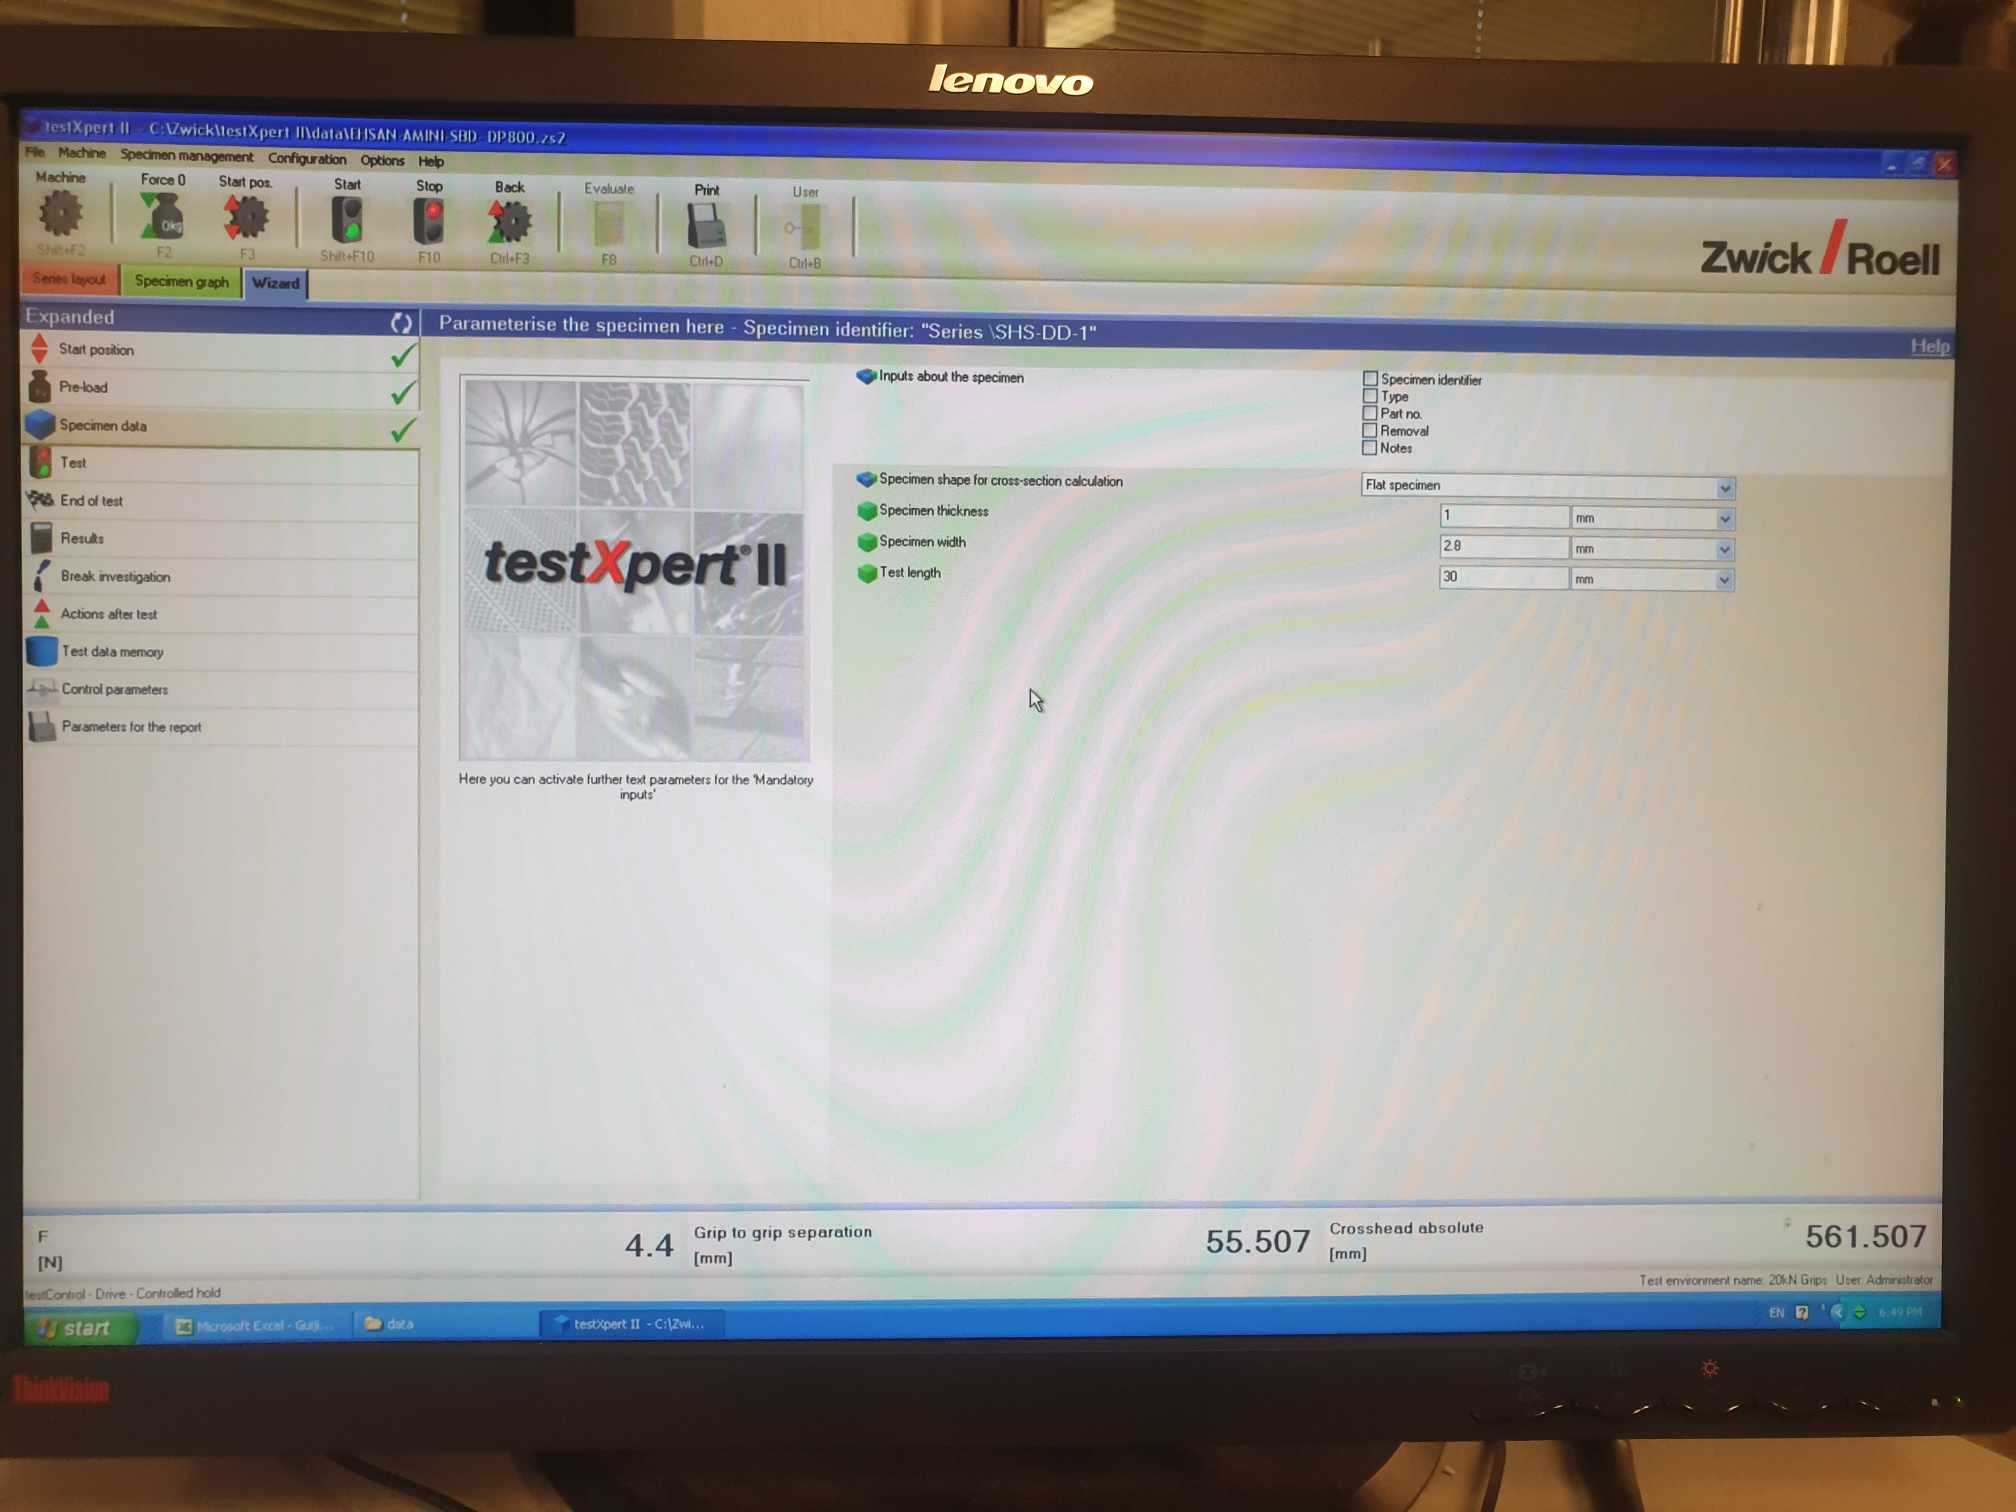 lenovo
testXpert II - C:\Zwick\testXpert II\data\EHSAN-AMINI-SBD- DP800.zs2
File Machine Specimen management Configuration Options Help
Machine Force 0 Start pos. Start Stop Back Evaluate Print User
0kg
Shift+F2 F2 F3 Shift+F10 F10 Ctrl+F3 F8 Ctrl+D Ctrl+B
Zwick / Roell
Series layout Specimen graph Wizard
Expanded
Parameterise the specimen here - Specimen identifier: "Series \SHS-DD-1"
Help
Start position
Pre-load
Specimen data
Test
End of test
Results
Break investigation
Actions after test
Test data memory
Control parameters
Parameters for the report
testXpert® II
Here you can activate further text parameters for the 'Mandatory
inputs'
Inputs about the specimen
Specimen identifier
Type
Part no.
Removal
Notes
Specimen shape for cross-section calculation Flat specimen
Specimen thickness 1 mm
Specimen width 2.8 mm
Test length 30 mm
F
[N]
4.4
Grip to grip separation
[mm]
55.507
Crosshead absolute
[mm]
561.507
testControl - Drive - Controlled hold
Test environment name: 20kN Grips User: Administrator
start Microsoft Excel - Gurji... data testXpert II - C:\Zwi... EN ? 6:49 PM
ThinkVision